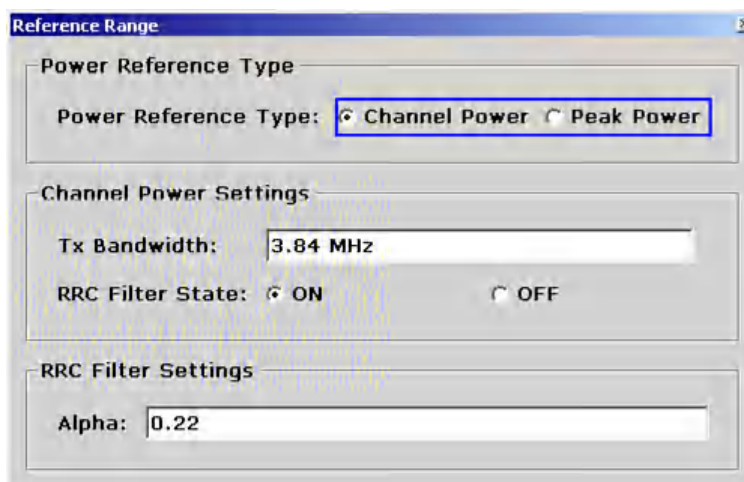 Reference Range
Power Reference Type
Power Reference Type: Channel Power Peak Power
Channel Power Settings
Tx Bandwidth: 3.84 MHz
RRC Filter State: ON OFF
RRC Filter Settings
Alpha: 0.22